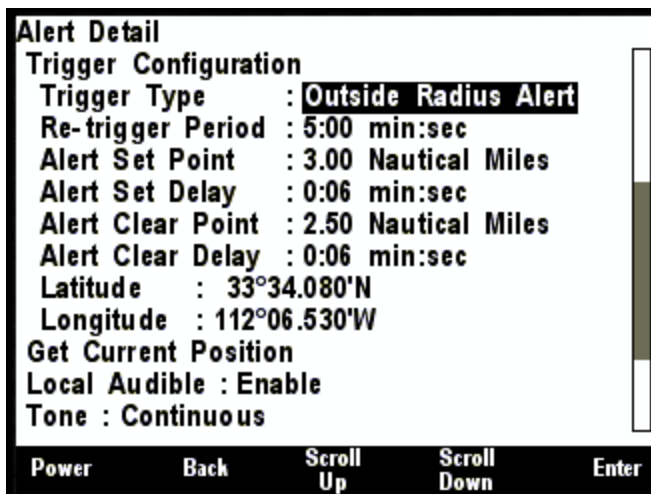 Alert Detail
Trigger Configuration
Trigger Type : Outside Radius Alert
Re-trigger Period : 5:00 min:sec
Alert Set Point : 3.00 Nautical Miles
Alert Set Delay : 0:06 min:sec
Alert Clear Point : 2.50 Nautical Miles
Alert Clear Delay : 0:06 min:sec
Latitude : 33°34.080'N
Longitude : 112°06.530'W
Get Current Position
Local Audible : Enable
Tone : Continuous
Power Back Scroll Up Scroll Down Enter